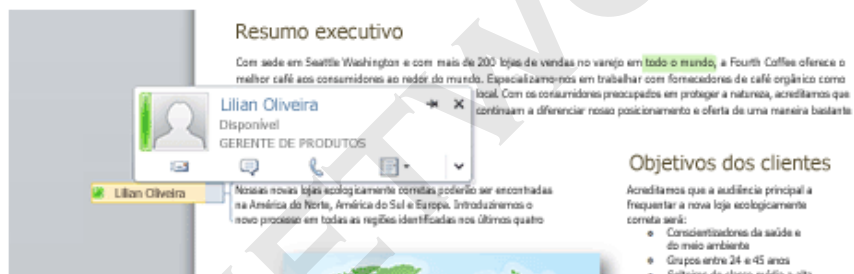 Resumo executivo
Com sede em Seattle Washington e com mais de 200 lojas de vendas no varejo em todo o mundo, a Fourth Coffee oferece o
melhor café aos consumidores ao redor do mundo. Especializamo-nos em trabalhar com fornecedores de café orgânico como
local. Com os consumidores preocupados em proteger a natureza, acreditamos que
continuam a diferenciar nosso posicionamento e oferta de uma maneira bastante
Lilian Oliveira
Disponível
GERENTE DE PRODUTOS
Lilian Oliveira
Nossas novas lojas ecologicamente corretas poderão ser encontradas
na América do Norte, América do Sul e Europa. Introduziremos o
novo processo em todas as regiões identificadas nos últimos quatro
Objetivos dos clientes
Acreditamos que a audiência principal a
frequentar a nova loja ecologicamente
correta será:
Conscientizadores da saúde e
do meio ambiente
Grupos entre 24 e 45 anos